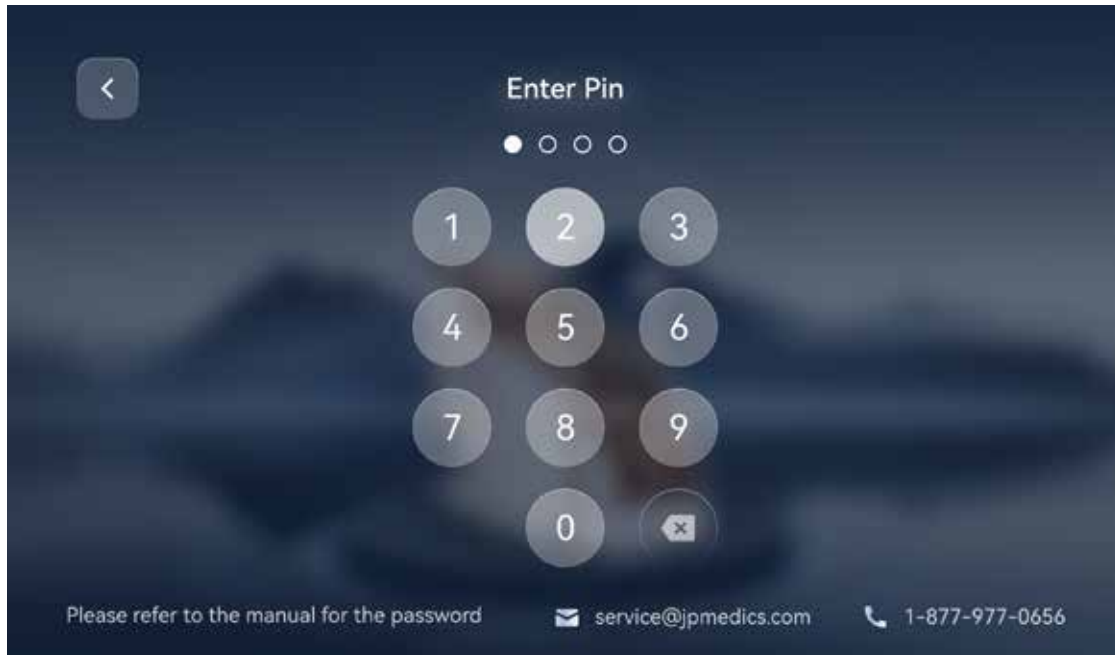 Enter Pin
1 2 3
4 5 6
7 8 9
0
Please refer to the manual for the password service@jpmedics.com 1-877-977-0656